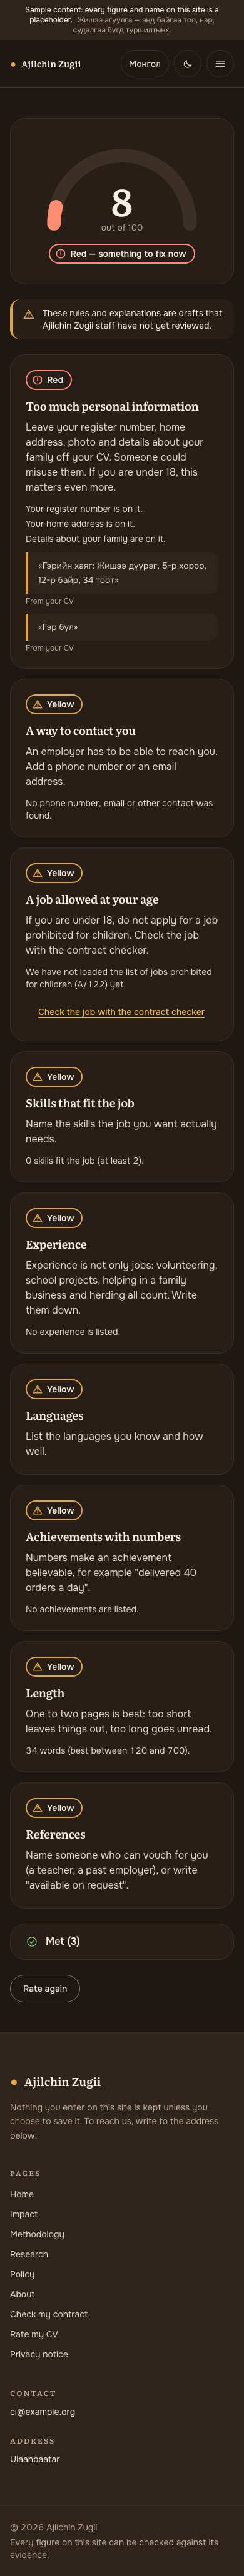 Sample content: every figure and name on this site is a
placeholder. Жишээ агуулга — энд байгаа тоо, нэр,
судалгаа бүгд туршилтынх.
Ajilchin Zugii
Монгол
8
out of 100
Red — something to fix now
These rules and explanations are drafts that
Ajilchin Zugii staff have not yet reviewed.
Red
Too much personal information
Leave your register number, home
address, photo and details about your
family off your CV. Someone could
misuse them. If you are under 18, this
matters even more.
Your register number is on it.
Your home address is on it.
Details about your family are on it.
«Гэрийн хаяг: Жишээ дүүрэг, 5-р хороо,
12-р байр, 34 тоот»
From your CV
«Гэр бүл»
From your CV
Yellow
A way to contact you
An employer has to be able to reach you.
Add a phone number or an email
address.
No phone number, email or other contact was
found.
Yellow
A job allowed at your age
If you are under 18, do not apply for a job
prohibited for children. Check the job
with the contract checker.
We have not loaded the list of jobs prohibited
for children (A/122) yet.
Check the job with the contract checker
Yellow
Skills that fit the job
Name the skills the job you want actually
needs.
0 skills fit the job (at least 2).
Yellow
Experience
Experience is not only jobs: volunteering,
school projects, helping in a family
business and herding all count. Write
them down.
No experience is listed.
Yellow
Languages
List the languages you know and how
well.
Yellow
Achievements with numbers
Numbers make an achievement
believable, for example "delivered 40
orders a day".
No achievements are listed.
Yellow
Length
One to two pages is best: too short
leaves things out, too long goes unread.
34 words (best between 120 and 700).
Yellow
References
Name someone who can vouch for you
(a teacher, a past employer), or write
"available on request".
Met (3)
Rate again
Ajilchin Zugii
Nothing you enter on this site is kept unless you
choose to save it. To reach us, write to the address
below.
PAGES
Home
Impact
Methodology
Research
Policy
About
Check my contract
Rate my CV
Privacy notice
CONTACT
ci@example.org
ADDRESS
Ulaanbaatar
© 2026 Ajilchin Zugii
Every figure on this site can be checked against its
evidence.